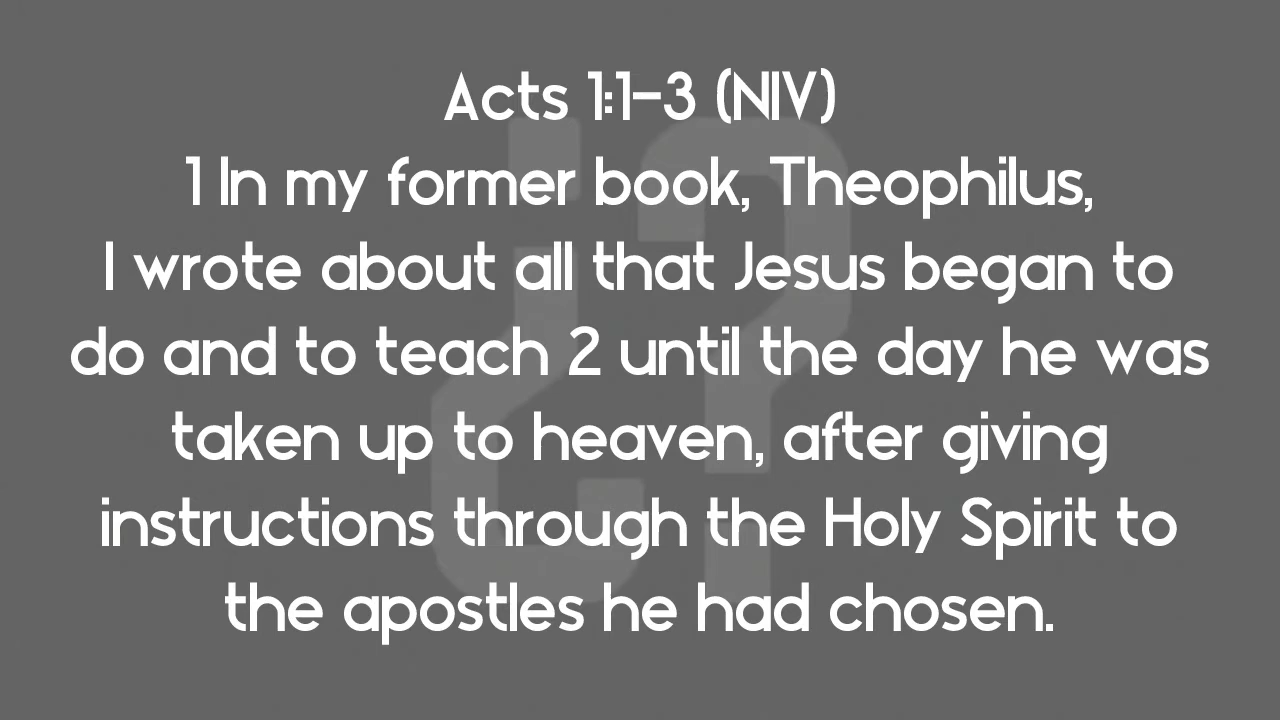 Acts 1:1-3 (NIV)
1 In my former book, Theophilus,
I wrote about all that Jesus began to
do and to teach 2 until the day he was
taken up to heaven, after giving
instructions through the Holy Spirit to
the apostles he had chosen.